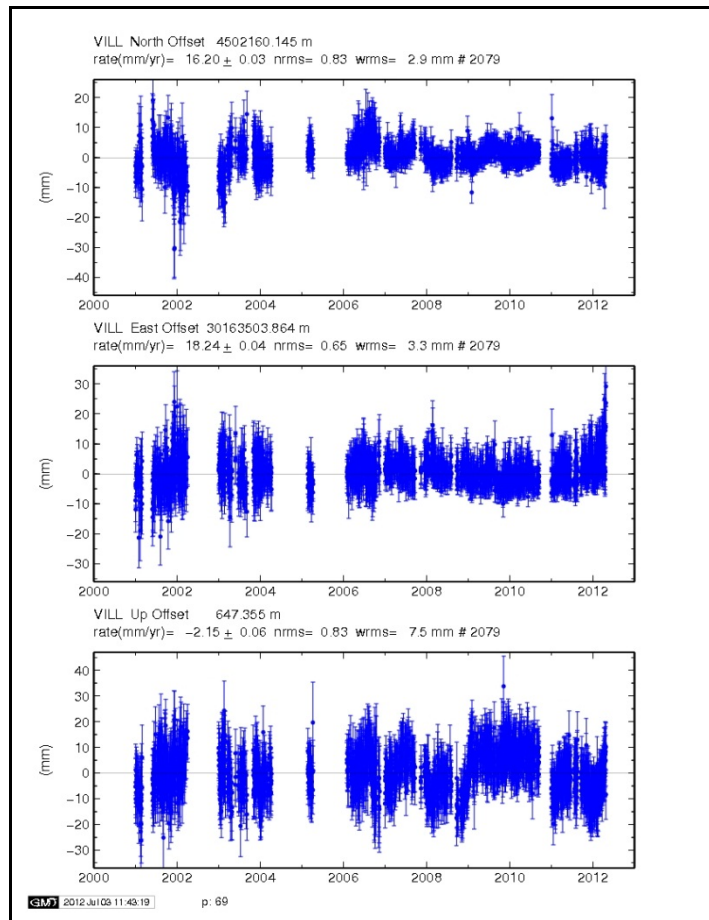 VILL North Offset 4502160.145 m
rate(mm/yr)= 16.20 ± 0.03 nrms= 0.83 wrms= 2.9 mm # 2079
(mm)
20
10
0
−10
−20
−30
−40
2000 2002 2004 2006 2008 2010 2012
VILL East Offset 30163503.864 m
rate(mm/yr)= 18.24 ± 0.04 nrms= 0.65 wrms= 3.3 mm # 2079
(mm)
30
20
10
0
−10
−20
−30
2000 2002 2004 2006 2008 2010 2012
VILL Up Offset 647.355 m
rate(mm/yr)= −2.15 ± 0.06 nrms= 0.83 wrms= 7.5 mm # 2079
(mm)
40
30
20
10
0
−10
−20
−30
2000 2002 2004 2006 2008 2010 2012
GMT 2012 Jul 03 11:43:19 p: 69